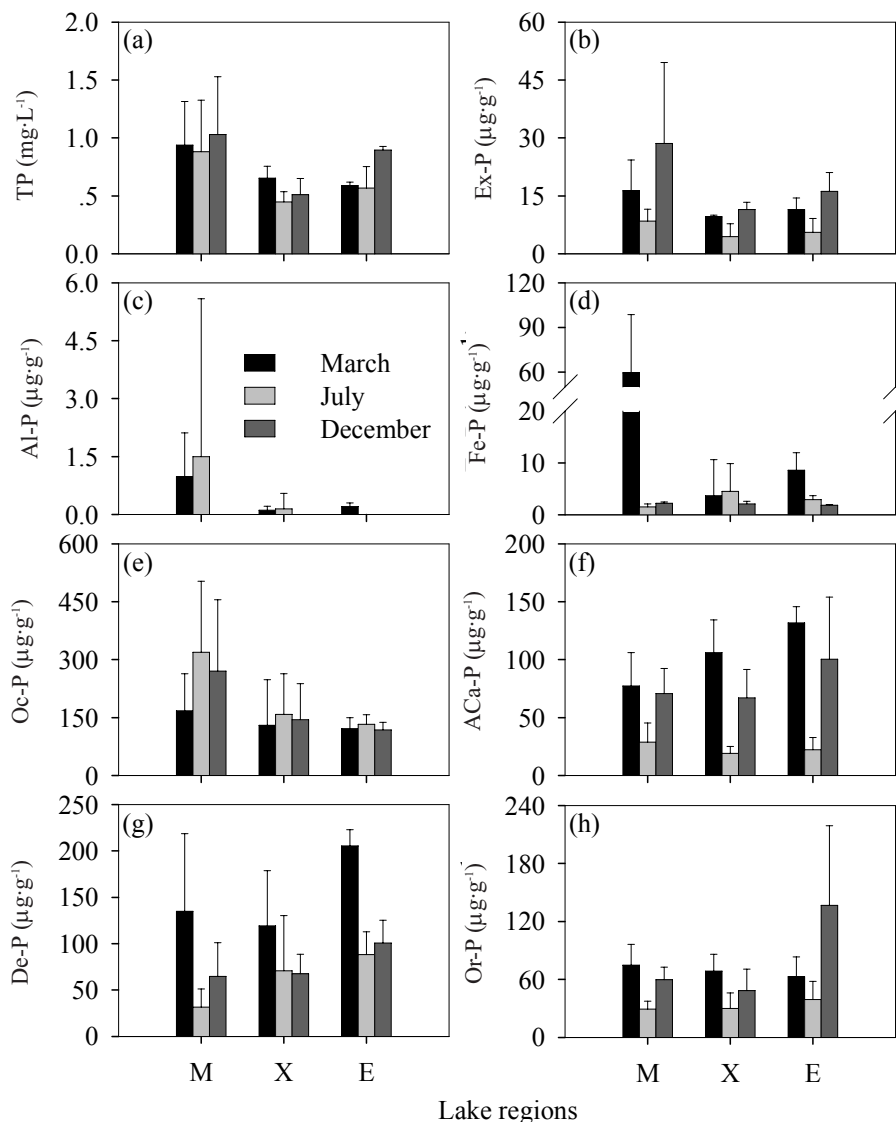 (a)
TP (mg·L⁻¹)
2.0
1.5
1.0
.5
0.0
(b)
Ex-P (µg·g⁻¹)
60
45
30
15
0
(c)
Al-P (µg·g⁻¹)
6.0
4.5
3.0
1.5
0.0
March
July
December
(d)
Fe-P (µg·g⁻¹)
120
90
60
20
10
0
(e)
Oc-P (µg·g⁻¹)
600
450
300
150
0
(f)
ACa-P (µg·g⁻¹)
200
150
100
50
0
(g)
De-P (µg·g⁻¹)
250
200
150
100
50
0
M X E
(h)
Or-P (µg·g⁻¹)
240
180
120
60
0
M X E
Lake regions